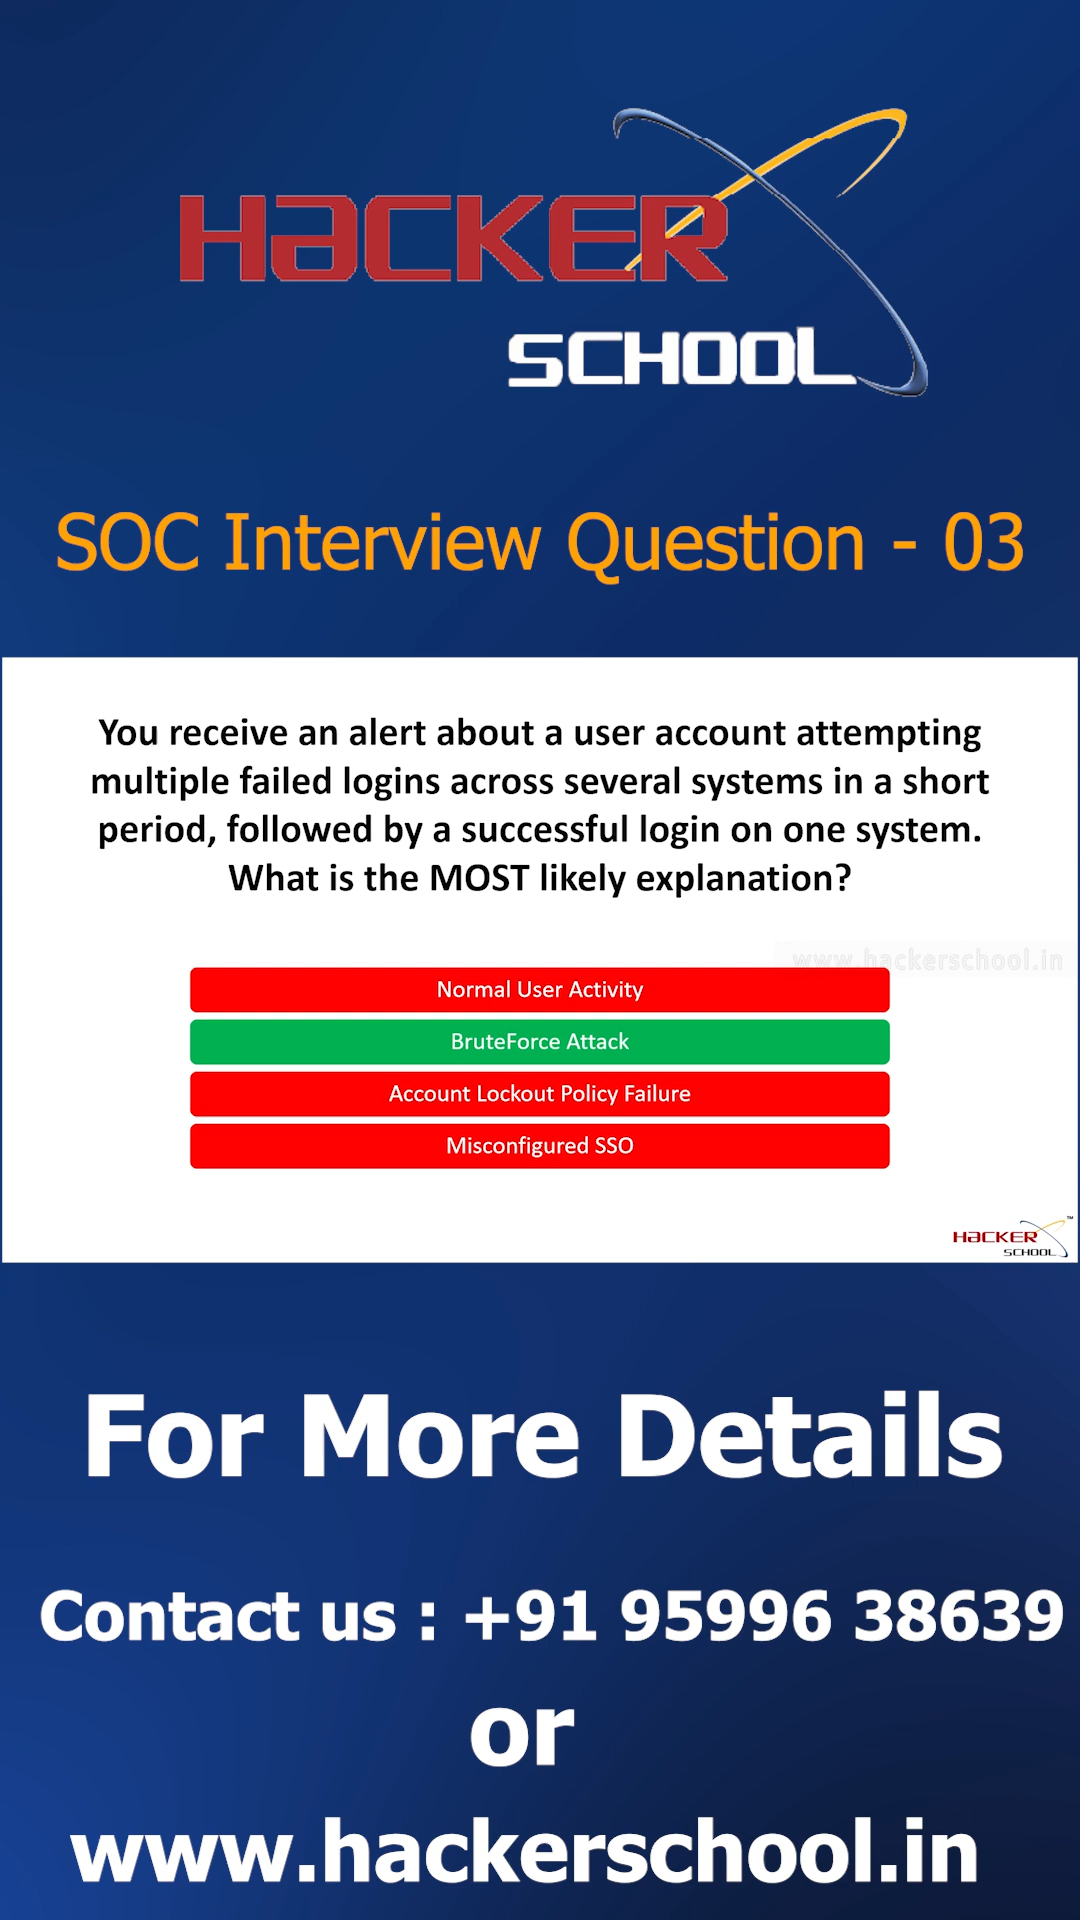 HACKER
SCHOOL
SOC Interview Question - 03
You receive an alert about a user account attempting
multiple failed logins across several systems in a short
period, followed by a successful login on one system.
What is the MOST likely explanation?
www.hackerschool.in
Normal User Activity
BruteForce Attack
Account Lockout Policy Failure
Misconfigured SSO
HACKER
SCHOOL
TM
For More Details
Contact us : +91 95996 38639
or
www.hackerschool.in